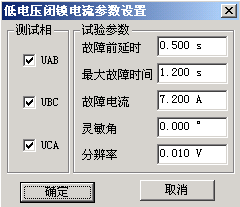 低电压闭锁电流参数设置
测试相
UAB
UBC
UCA
试验参数
故障前延时 0.500 s
最大故障时间 1.200 s
故障电流 7.200 A
灵敏角 0.000 °
分辨率 0.010 V
确定 取消